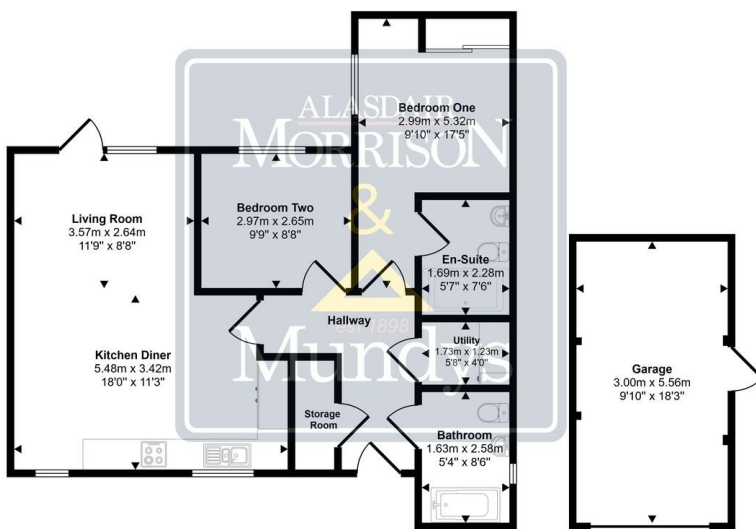 Bedroom One
2.99m x 5.32m
9'10" x 17'5"
ALASDAIR
MORRISON
&
est 1898
Mundys
Living Room
3.57m x 2.64m
11'9" x 8'8"
Bedroom Two
2.97m x 2.65m
9'9" x 8'8"
En-Suite
1.69m x 2.28m
5'7" x 7'6"
Hallway
Utility
1.73m x 1.23m
5'8" x 4'0"
Kitchen Diner
5.48m x 3.42m
18'0" x 11'3"
Storage
Room
Bathroom
1.63m x 2.58m
5'4" x 8'6"
Garage
3.00m x 5.56m
9'10" x 18'3"